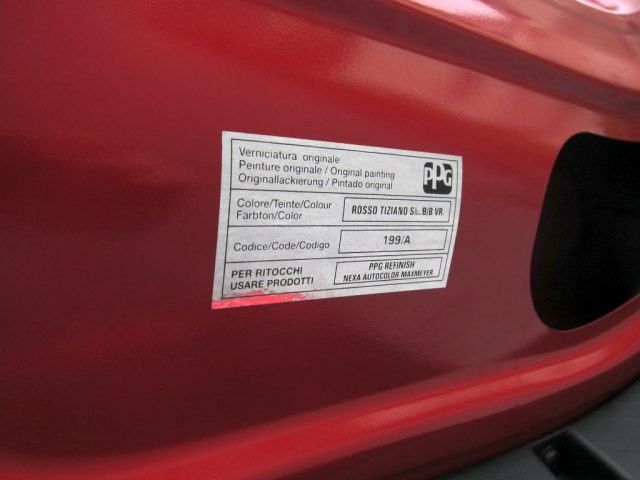 Verniciatura originale
Peinture originale / Original painting
Originallackierung / Pintado original
PPG
Colore/Teinte/Colour
Farbton/Color
ROSSO TIZIANO S/L.B/B VR.
Codice/Code/Codigo
199/A
PER RITOCCHI
USARE PRODOTTI
PPG REFINISH
NEXA AUTOCOLOR-MAXMEYER